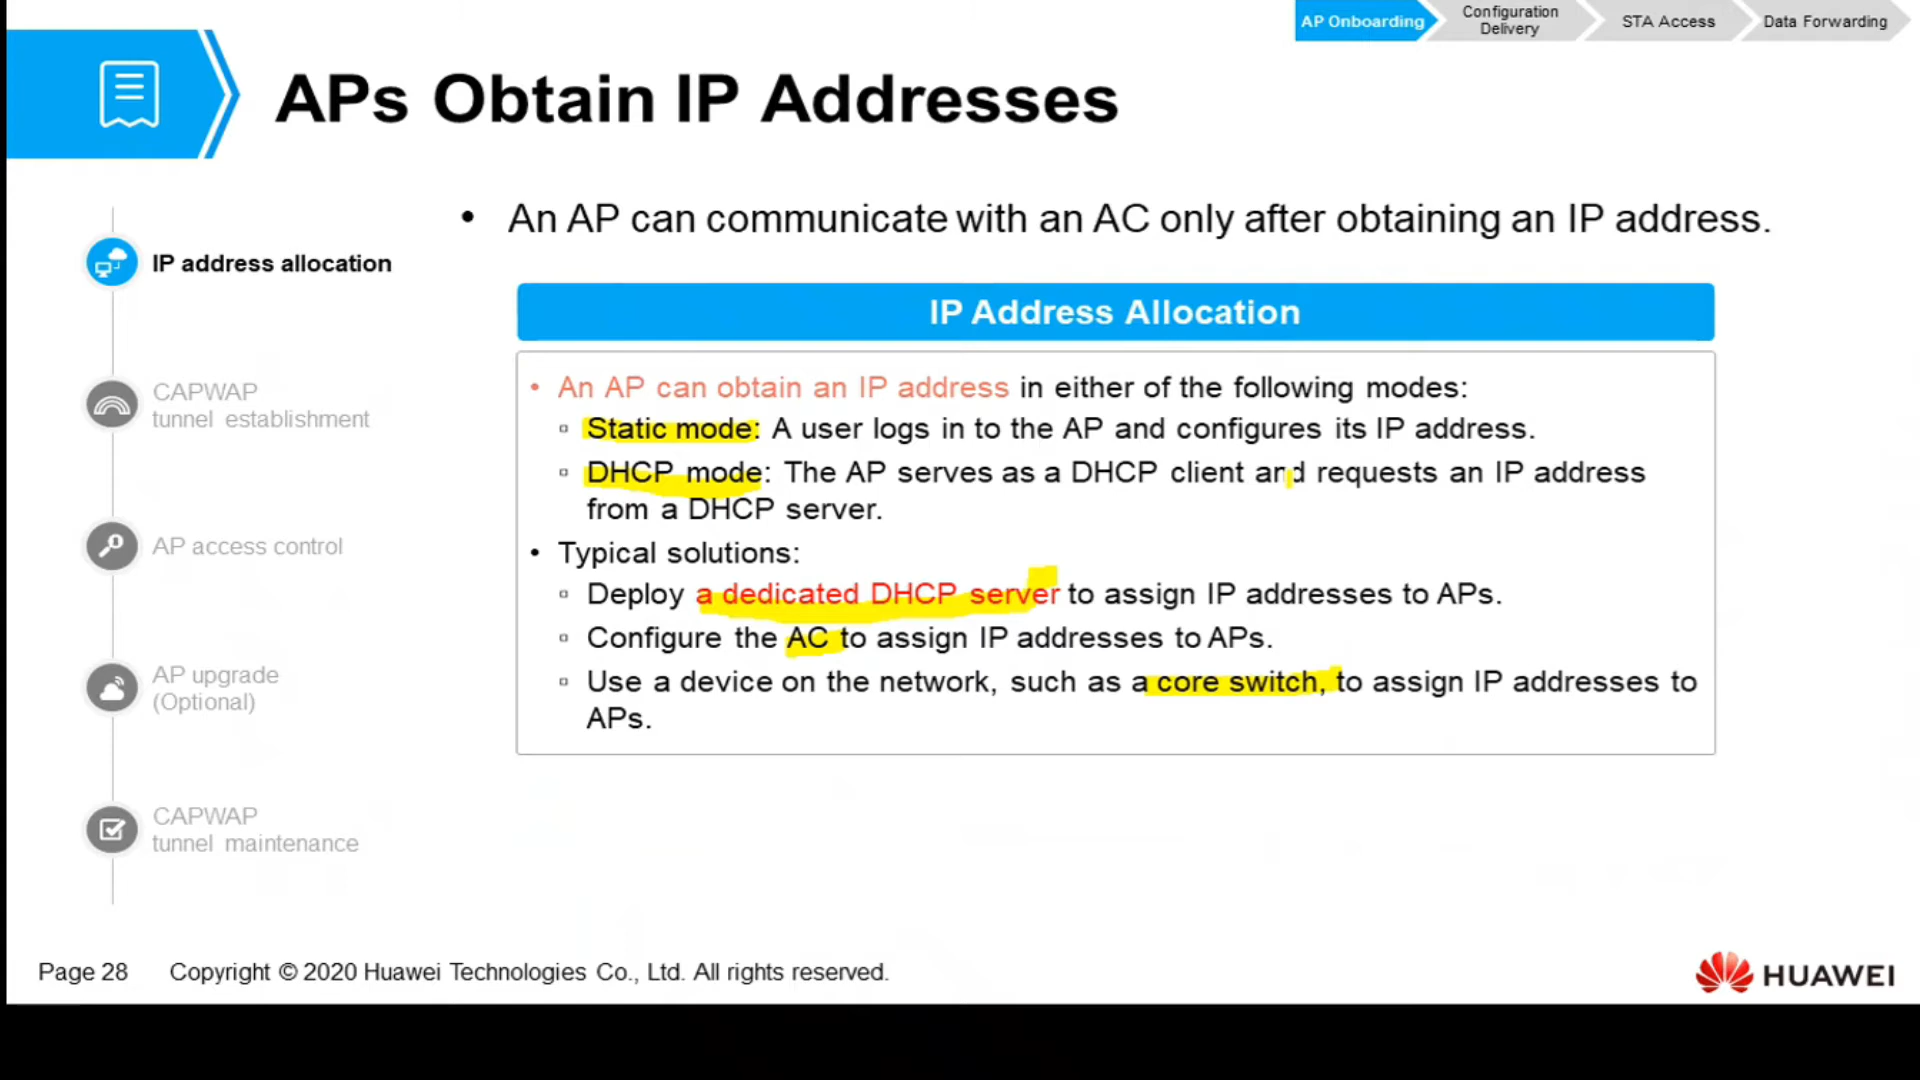 AP Onboarding
Configuration
Delivery
STA Access
Data Forwarding
APs Obtain IP Addresses
• An AP can communicate with an AC only after obtaining an IP address.
IP address allocation
CAPWAP
tunnel establishment
AP access control
AP upgrade
(Optional)
CAPWAP
tunnel maintenance
IP Address Allocation
• An AP can obtain an IP address in either of the following modes:
▫ Static mode: A user logs in to the AP and configures its IP address.
▫ DHCP mode: The AP serves as a DHCP client and requests an IP address
from a DHCP server.
• Typical solutions:
▫ Deploy a dedicated DHCP server to assign IP addresses to APs.
▫ Configure the AC to assign IP addresses to APs.
▫ Use a device on the network, such as a core switch, to assign IP addresses to
APs.
Page 28 Copyright © 2020 Huawei Technologies Co., Ltd. All rights reserved.
HUAWEI